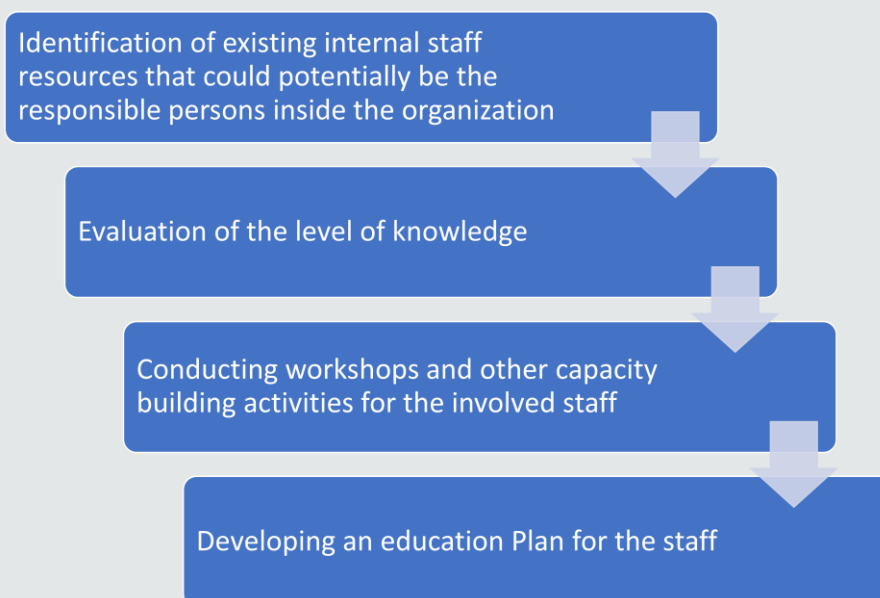 Identification of existing internal staff
resources that could potentially be the
responsible persons inside the organization
Evaluation of the level of knowledge
Conducting workshops and other capacity
building activities for the involved staff
Developing an education Plan for the staff